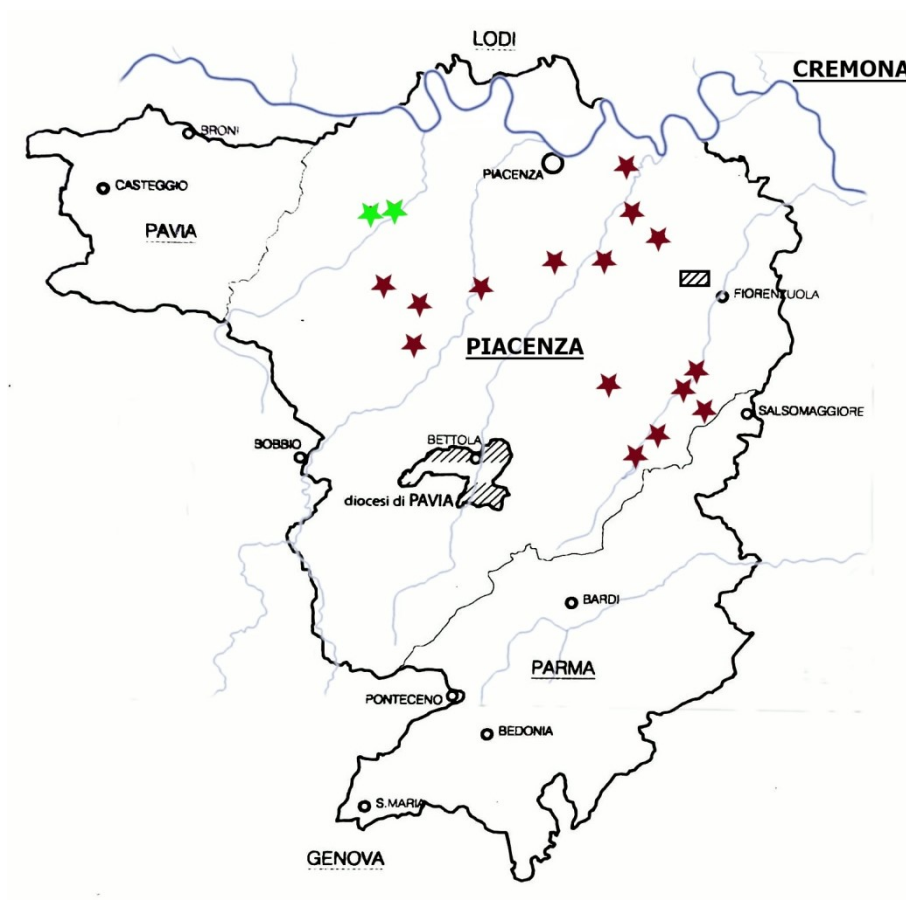 LODI
CREMONA
BRONI
PIACENZA
CASTEGGIO
PAVIA
FIORENZUOLA
PIACENZA
SALSOMAGGIORE
BOBBIO
BETTOLA
diocesi di PAVIA
BARDI
PARMA
PONTECENO
BEDONIA
S.MARIA
GENOVA